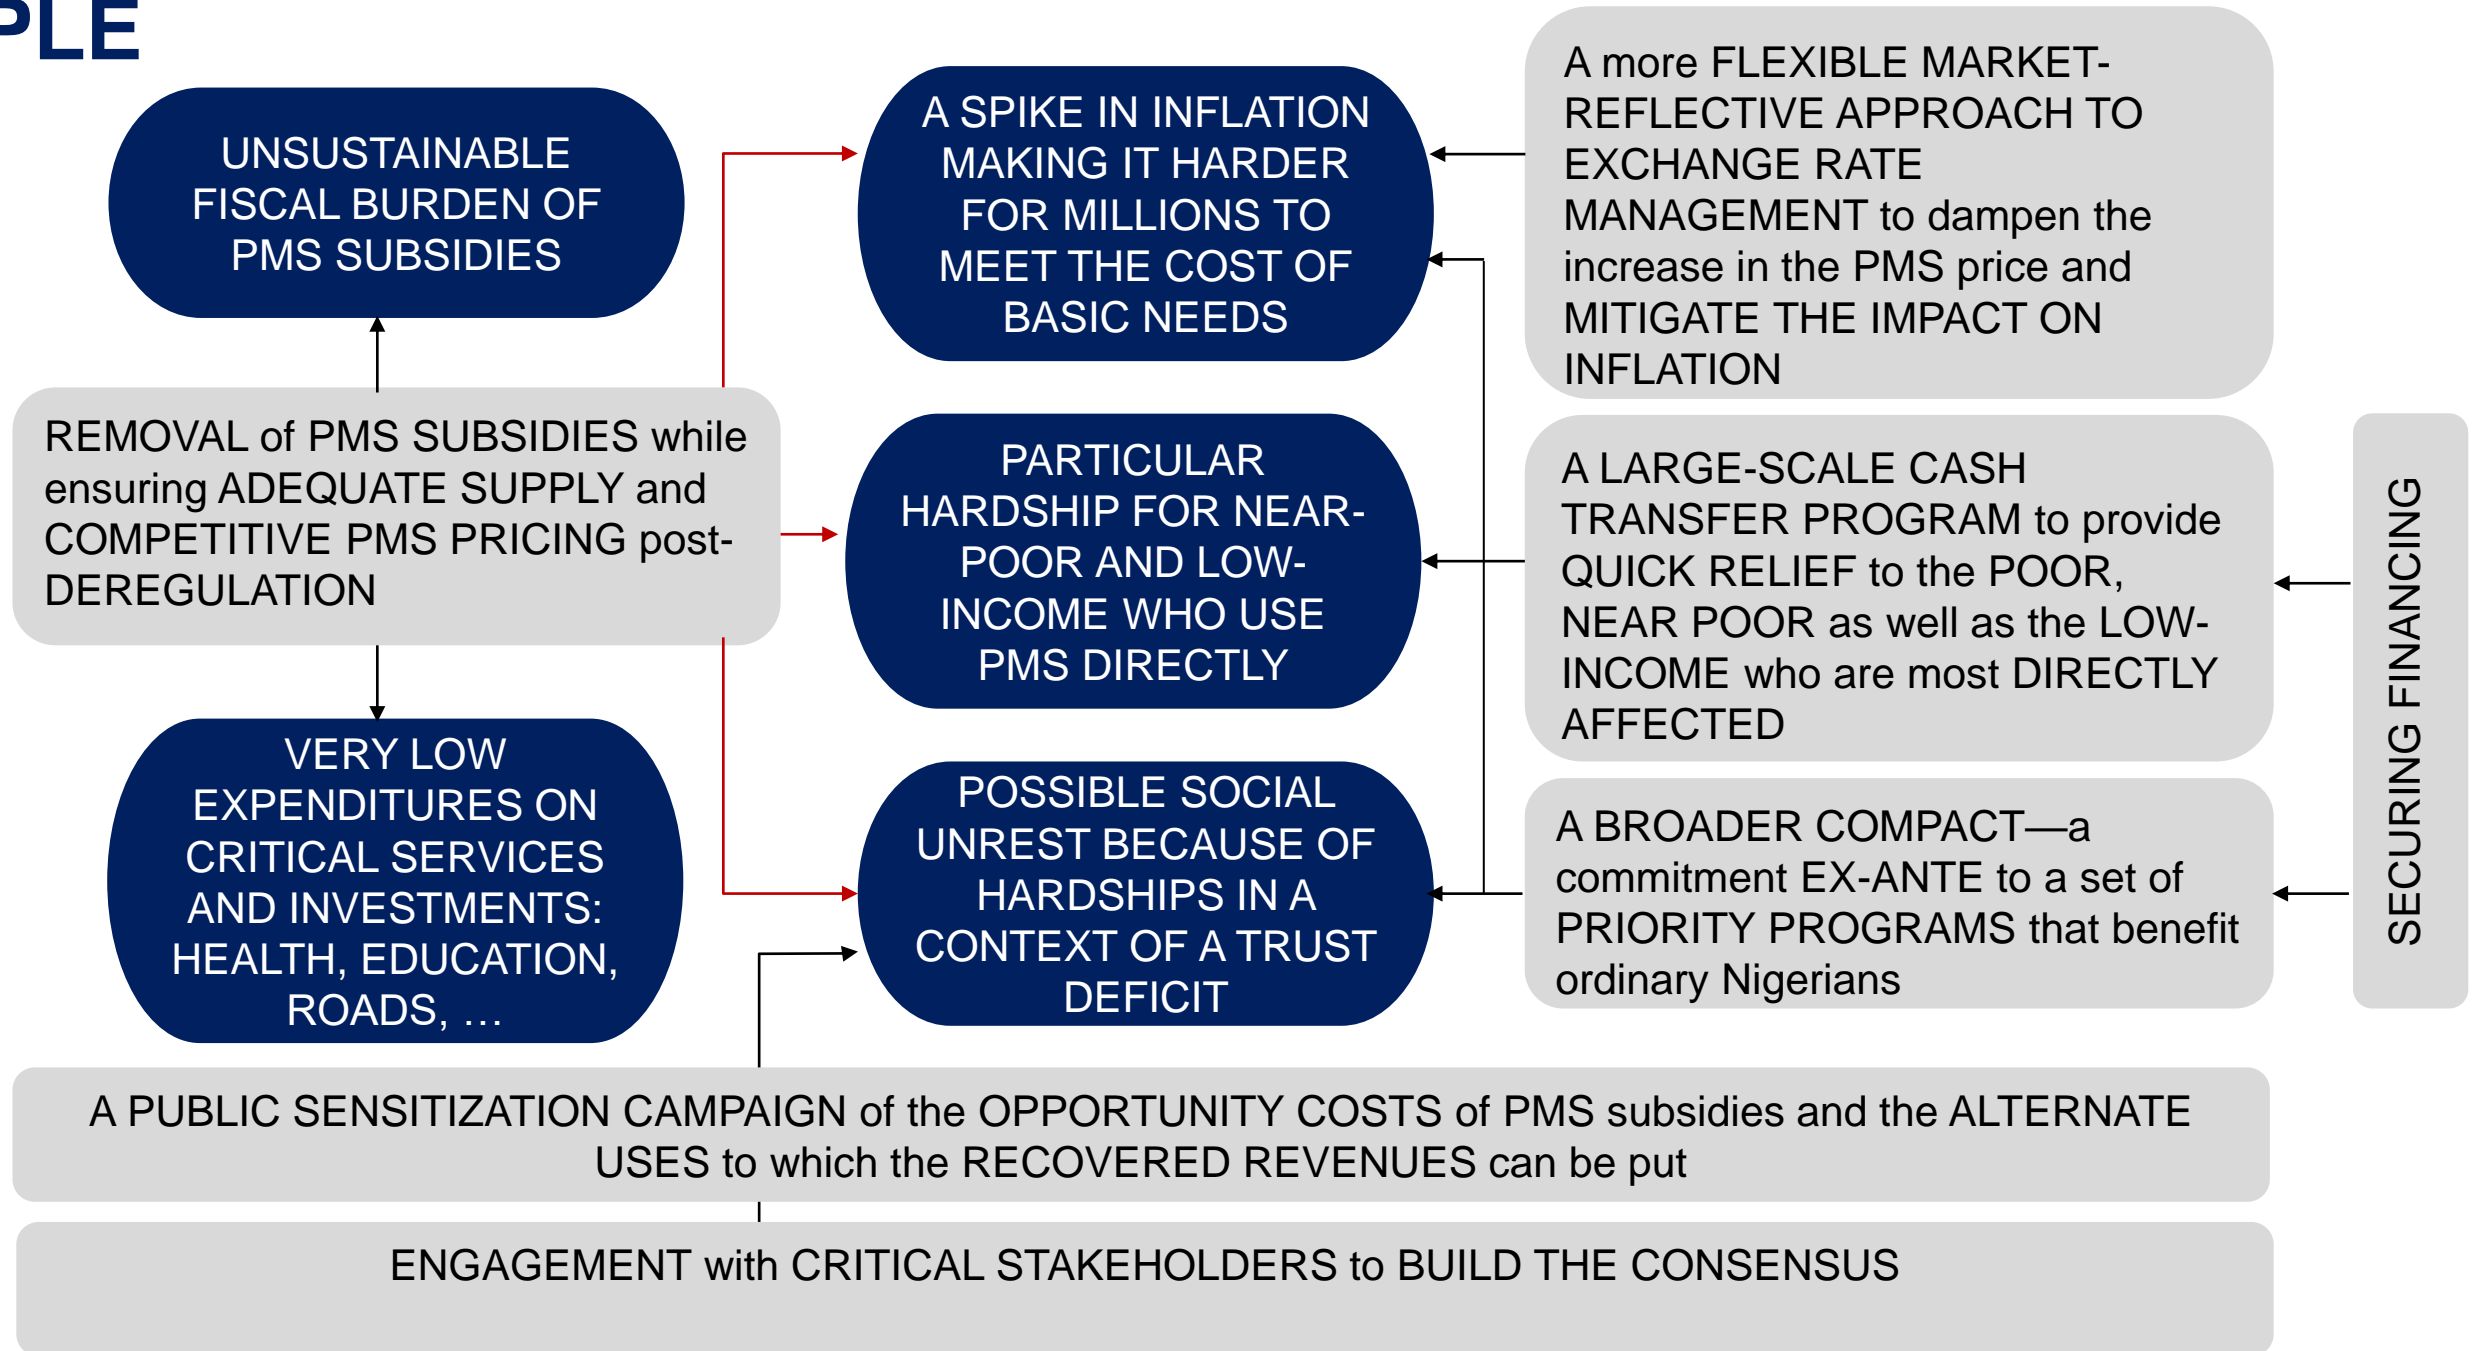 PLE
UNSUSTAINABLE
FISCAL BURDEN OF
PMS SUBSIDIES
REMOVAL of PMS SUBSIDIES while
ensuring ADEQUATE SUPPLY and
COMPETITIVE PMS PRICING post-
DEREGULATION
VERY LOW
EXPENDITURES ON
CRITICAL SERVICES
AND INVESTMENTS:
HEALTH, EDUCATION,
ROADS, …
A SPIKE IN INFLATION
MAKING IT HARDER
FOR MILLIONS TO
MEET THE COST OF
BASIC NEEDS
PARTICULAR
HARDSHIP FOR NEAR-
POOR AND LOW-
INCOME WHO USE
PMS DIRECTLY
POSSIBLE SOCIAL
UNREST BECAUSE OF
HARDSHIPS IN A
CONTEXT OF A TRUST
DEFICIT
A more FLEXIBLE MARKET-
REFLECTIVE APPROACH TO
EXCHANGE RATE
MANAGEMENT to dampen the
increase in the PMS price and
MITIGATE THE IMPACT ON
INFLATION
A LARGE-SCALE CASH
TRANSFER PROGRAM to provide
QUICK RELIEF to the POOR,
NEAR POOR as well as the LOW-
INCOME who are most DIRECTLY
AFFECTED
A BROADER COMPACT—a
commitment EX-ANTE to a set of
PRIORITY PROGRAMS that benefit
ordinary Nigerians
SECURING FINANCING
A PUBLIC SENSITIZATION CAMPAIGN of the OPPORTUNITY COSTS of PMS subsidies and the ALTERNATE
USES to which the RECOVERED REVENUES can be put
ENGAGEMENT with CRITICAL STAKEHOLDERS to BUILD THE CONSENSUS